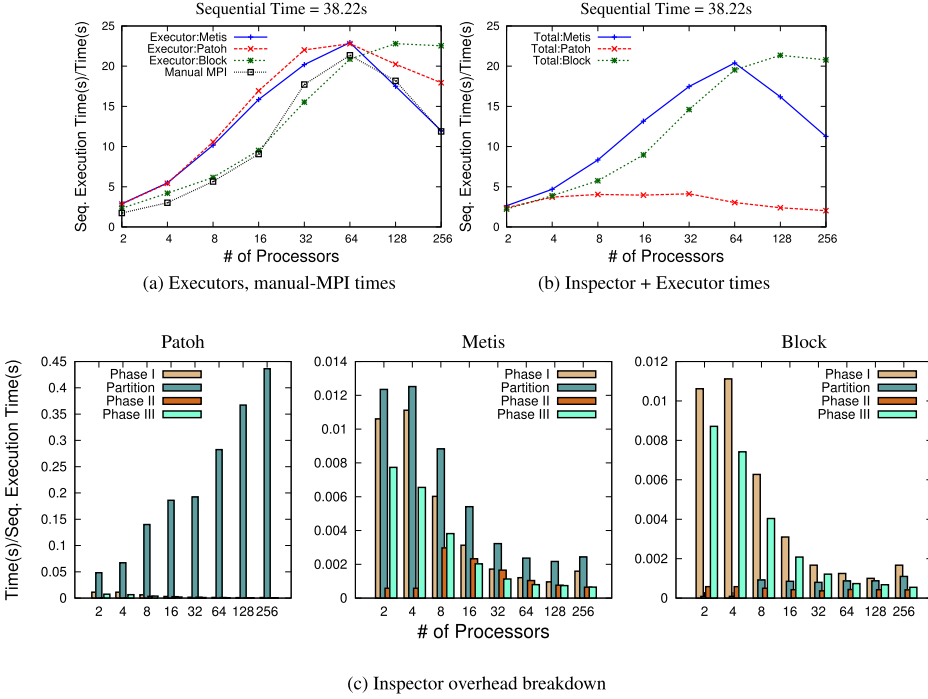 Sequential Time = 38.22s
Seq. Execution Time(s)/Time(s)
25
20
15
10
5
0
Executor:Metis
Executor:Patoh
Executor:Block
Manual MPI
2 4 8 16 32 64 128 256
# of Processors
(a) Executors, manual-MPI times
Sequential Time = 38.22s
Seq. Execution Time(s)/Time(s)
25
20
15
10
5
0
Total:Metis
Total:Patoh
Total:Block
2 4 8 16 32 64 128 256
# of Processors
(b) Inspector + Executor times
Patoh
Time(s)/Seq. Execution Time(s)
0.45
0.4
0.35
0.3
0.25
0.2
0.15
0.1
0.05
0
Phase I
Partition
Phase II
Phase III
2 4 8 16 32 64 128 256
Metis
0.014
0.012
0.01
0.008
0.006
0.004
0.002
0
Phase I
Partition
Phase II
Phase III
2 4 8 16 32 64 128 256
# of Processors
Block
0.012
0.01
0.008
0.006
0.004
0.002
0
Phase I
Partition
Phase II
Phase III
2 4 8 16 32 64 128 256
(c) Inspector overhead breakdown